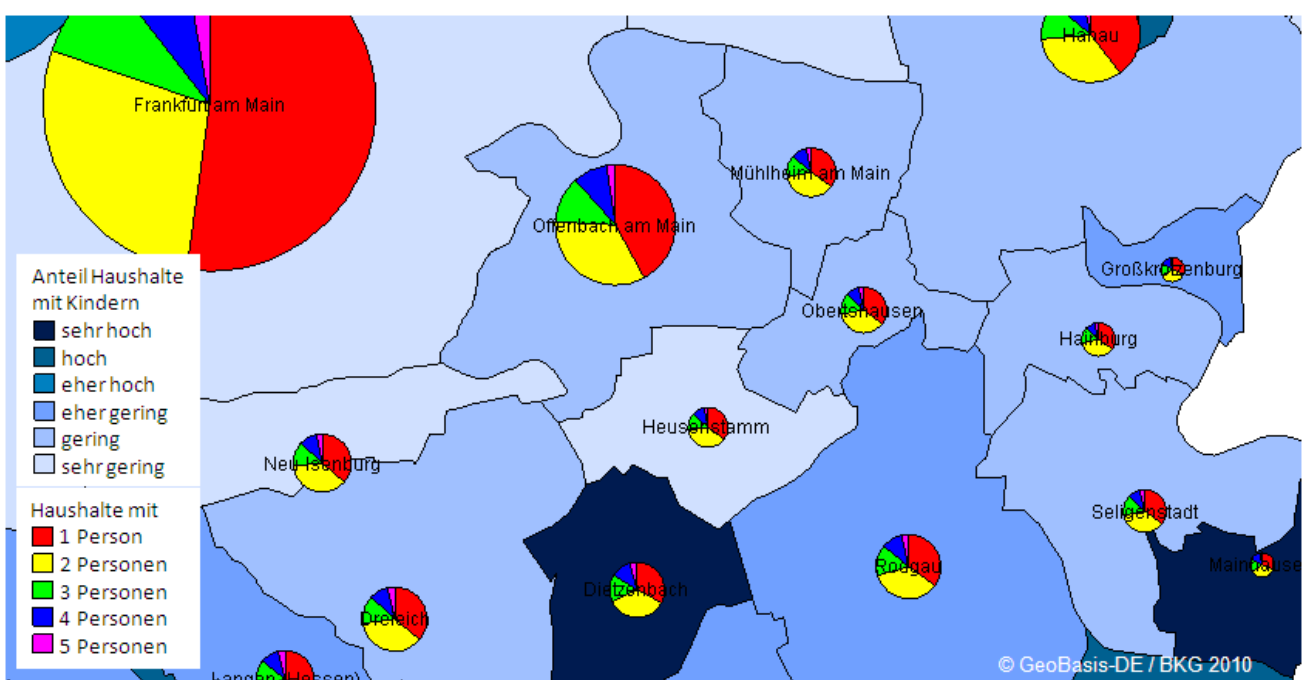 Hanau
Frankfurt am Main
Mühlheim am Main
Offenbach am Main
Großkrotzenburg
Obertshausen
Hainburg
Heusenstamm
Neu-Isenburg
Seligenstadt
Rodgau
Dietzenbach
Dreieich
Langen (Hessen)
Anteil Haushalte
mit Kindern
sehr hoch
hoch
eher hoch
eher gering
gering
sehr gering
Haushalte mit
1 Person
2 Personen
3 Personen
4 Personen
5 Personen
© GeoBasis-DE / BKG 2010